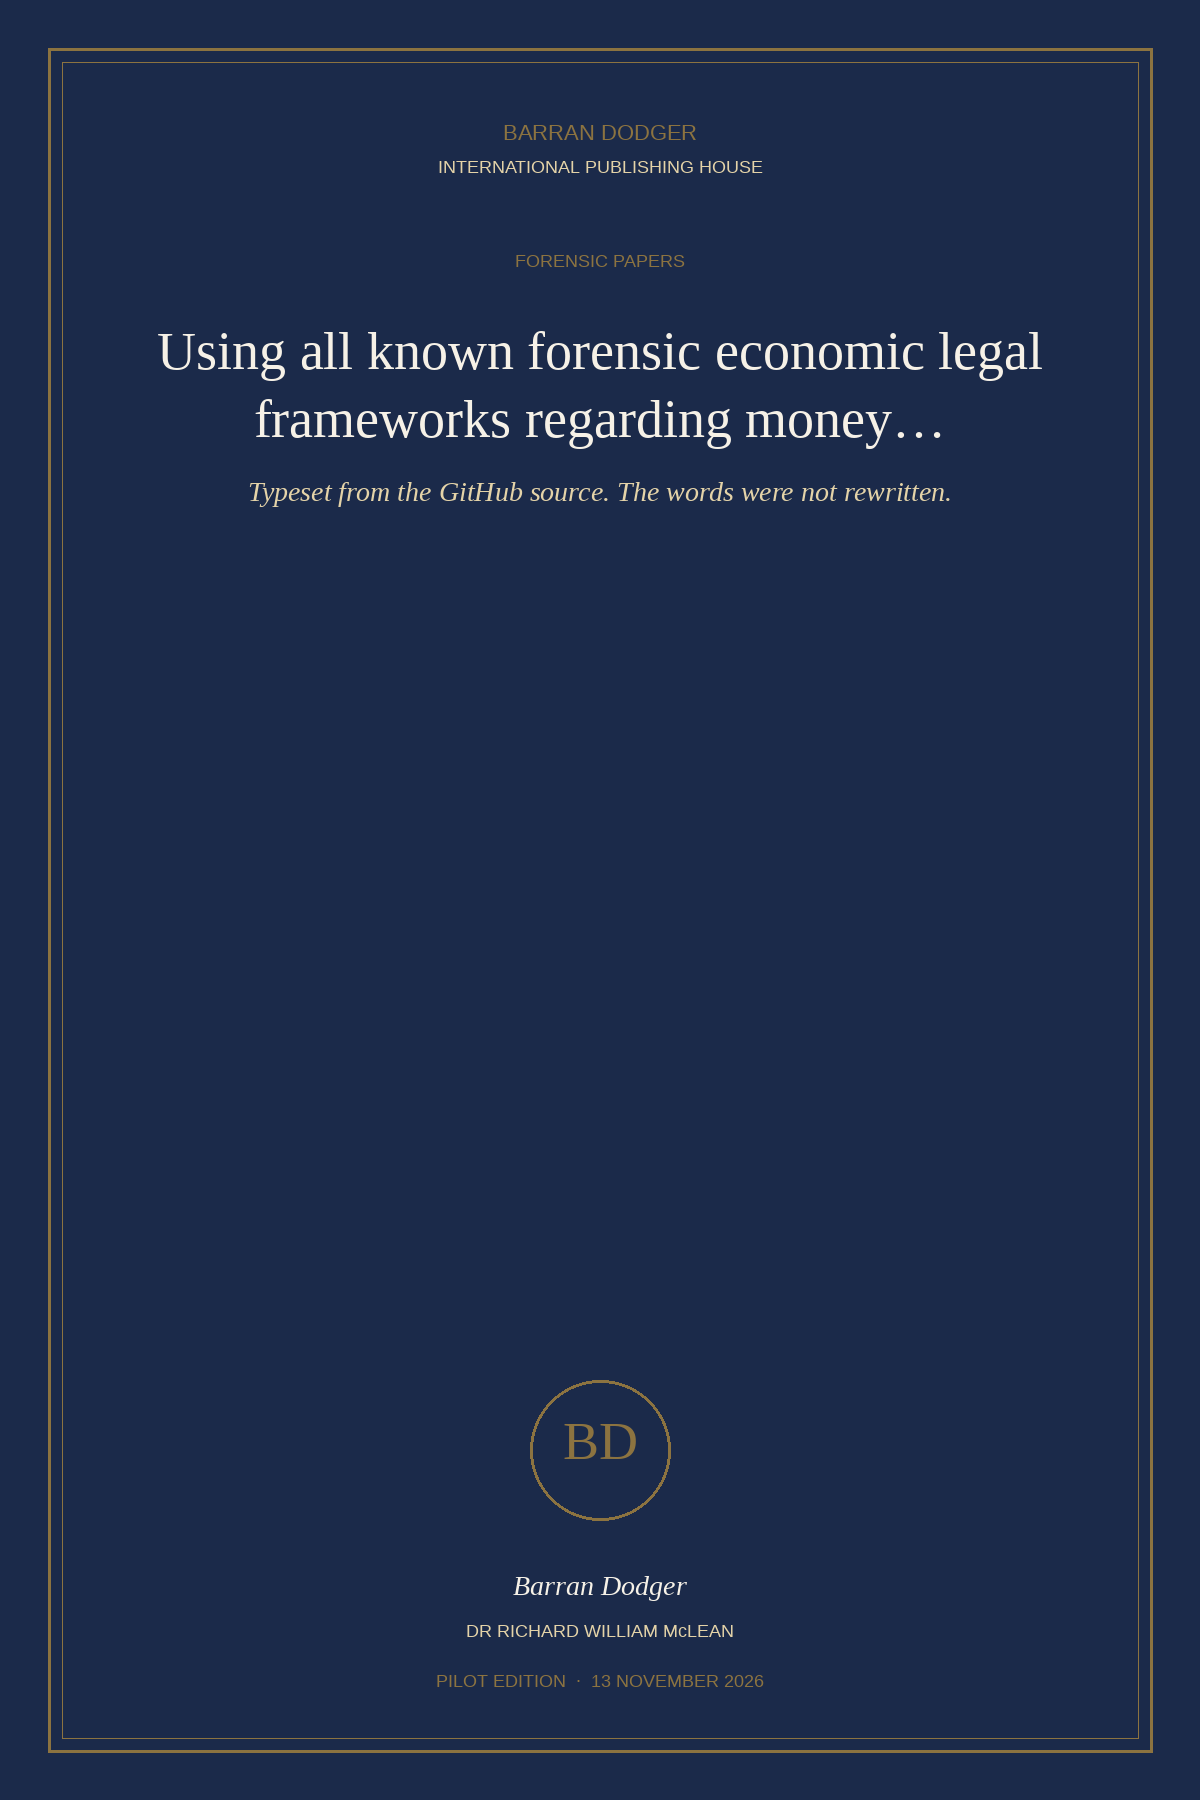 BARRAN DODGER
INTERNATIONAL PUBLISHING HOUSE
FORENSIC PAPERS
Using all known forensic economic legal
frameworks regarding money…
Typeset from the GitHub source. The words were not rewritten.
BD
Barran Dodger
DR RICHARD WILLIAM McLEAN
PILOT EDITION · 13 NOVEMBER 2026